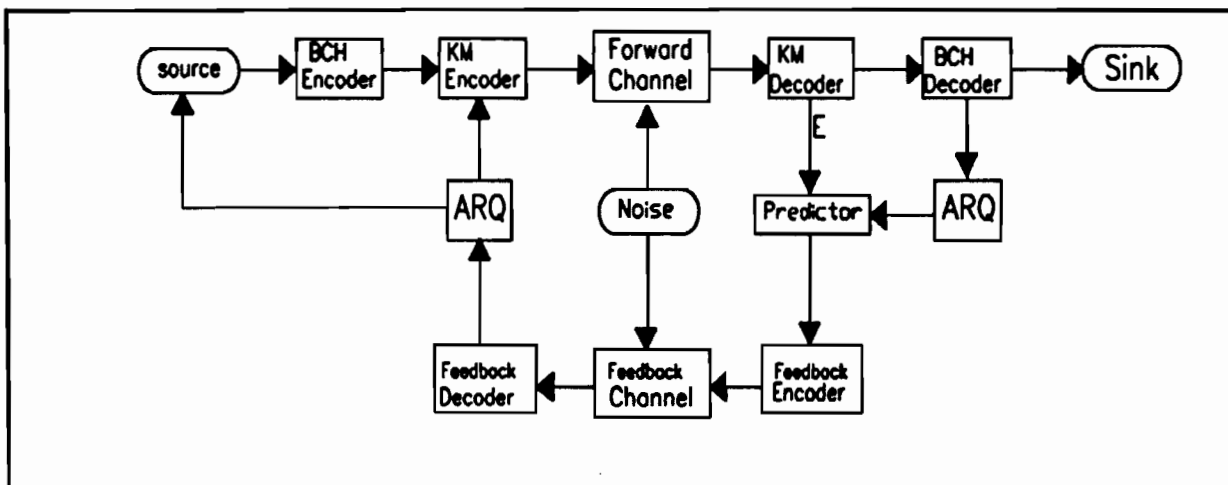 source
BCH
Encoder
KM
Encoder
Forward
Channel
KM
Decoder
BCH
Decoder
Sink
E
ARQ
Noise
Predictor
ARQ
Feedback
Decoder
Feedback
Channel
Feedback
Encoder